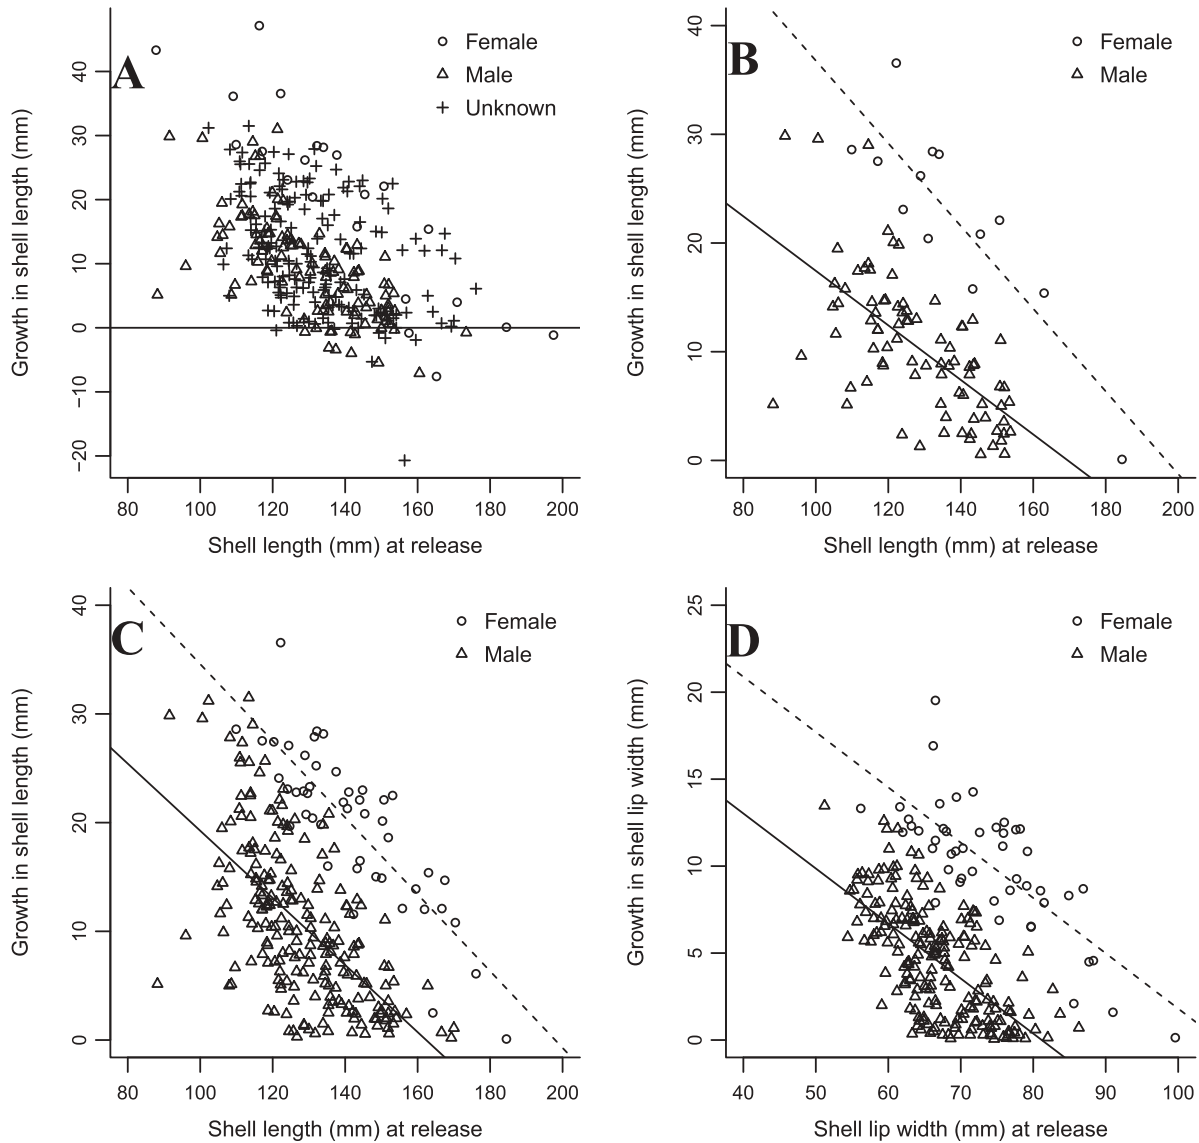 A
Female
Male
Unknown
Growth in shell length (mm)
40
30
20
10
0
−10
−20
80 100 120 140 160 180 200
Shell length (mm) at release
B
Female
Male
Growth in shell length (mm)
40
30
20
10
0
80 100 120 140 160 180 200
Shell length (mm) at release
C
Female
Male
Growth in shell length (mm)
40
30
20
10
0
80 100 120 140 160 180 200
Shell length (mm) at release
D
Female
Male
Growth in shell lip width (mm)
25
20
15
10
5
0
40 50 60 70 80 90 100
Shell lip width (mm) at release